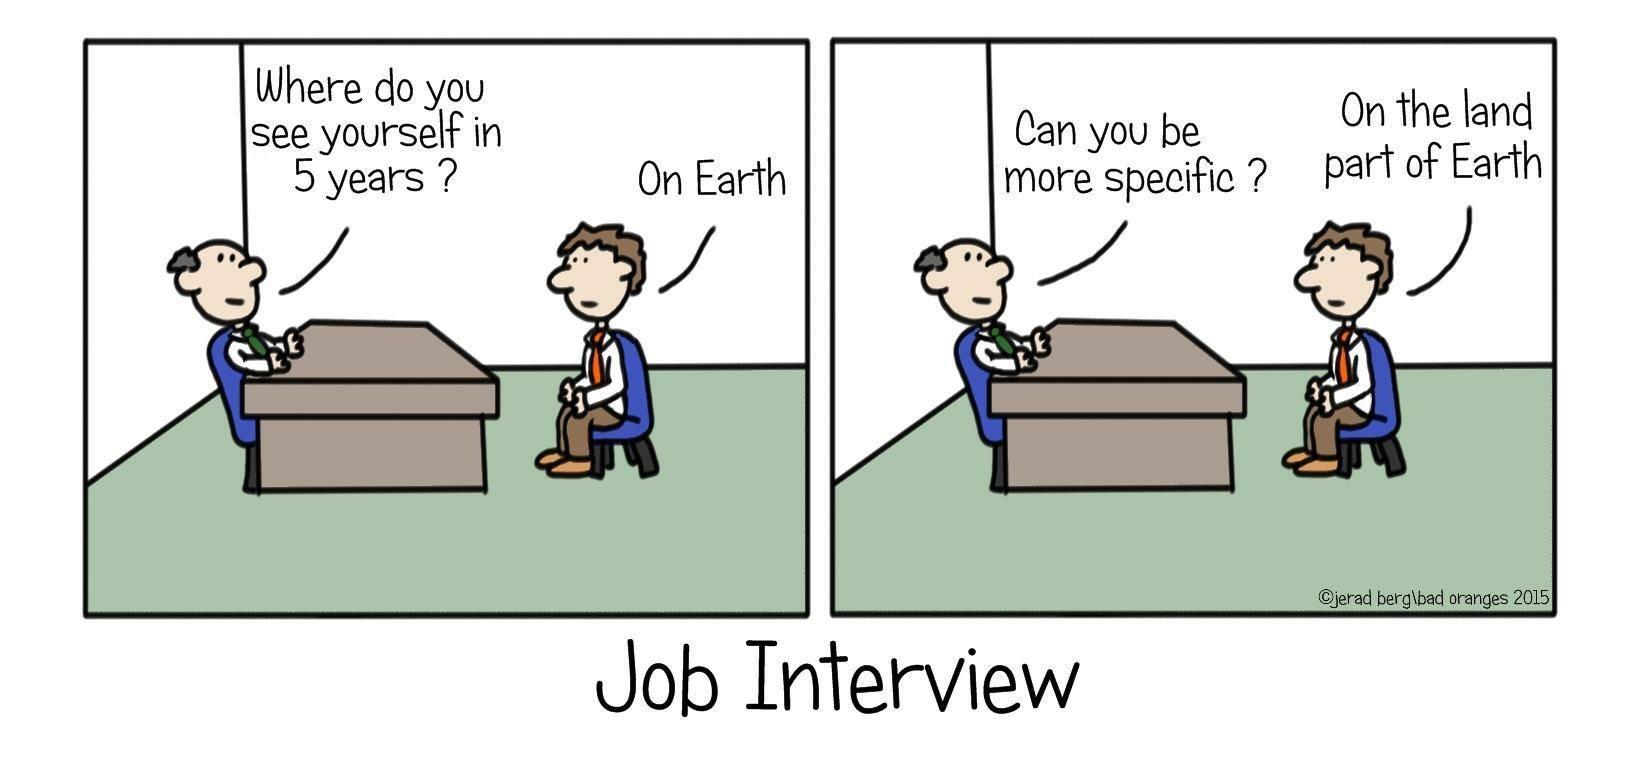 Where do you
see yourself in
5 years ?
On Earth
Can you be
more specific ?
On the land
part of Earth
©jerad berg\bad oranges 2015
Job Interview